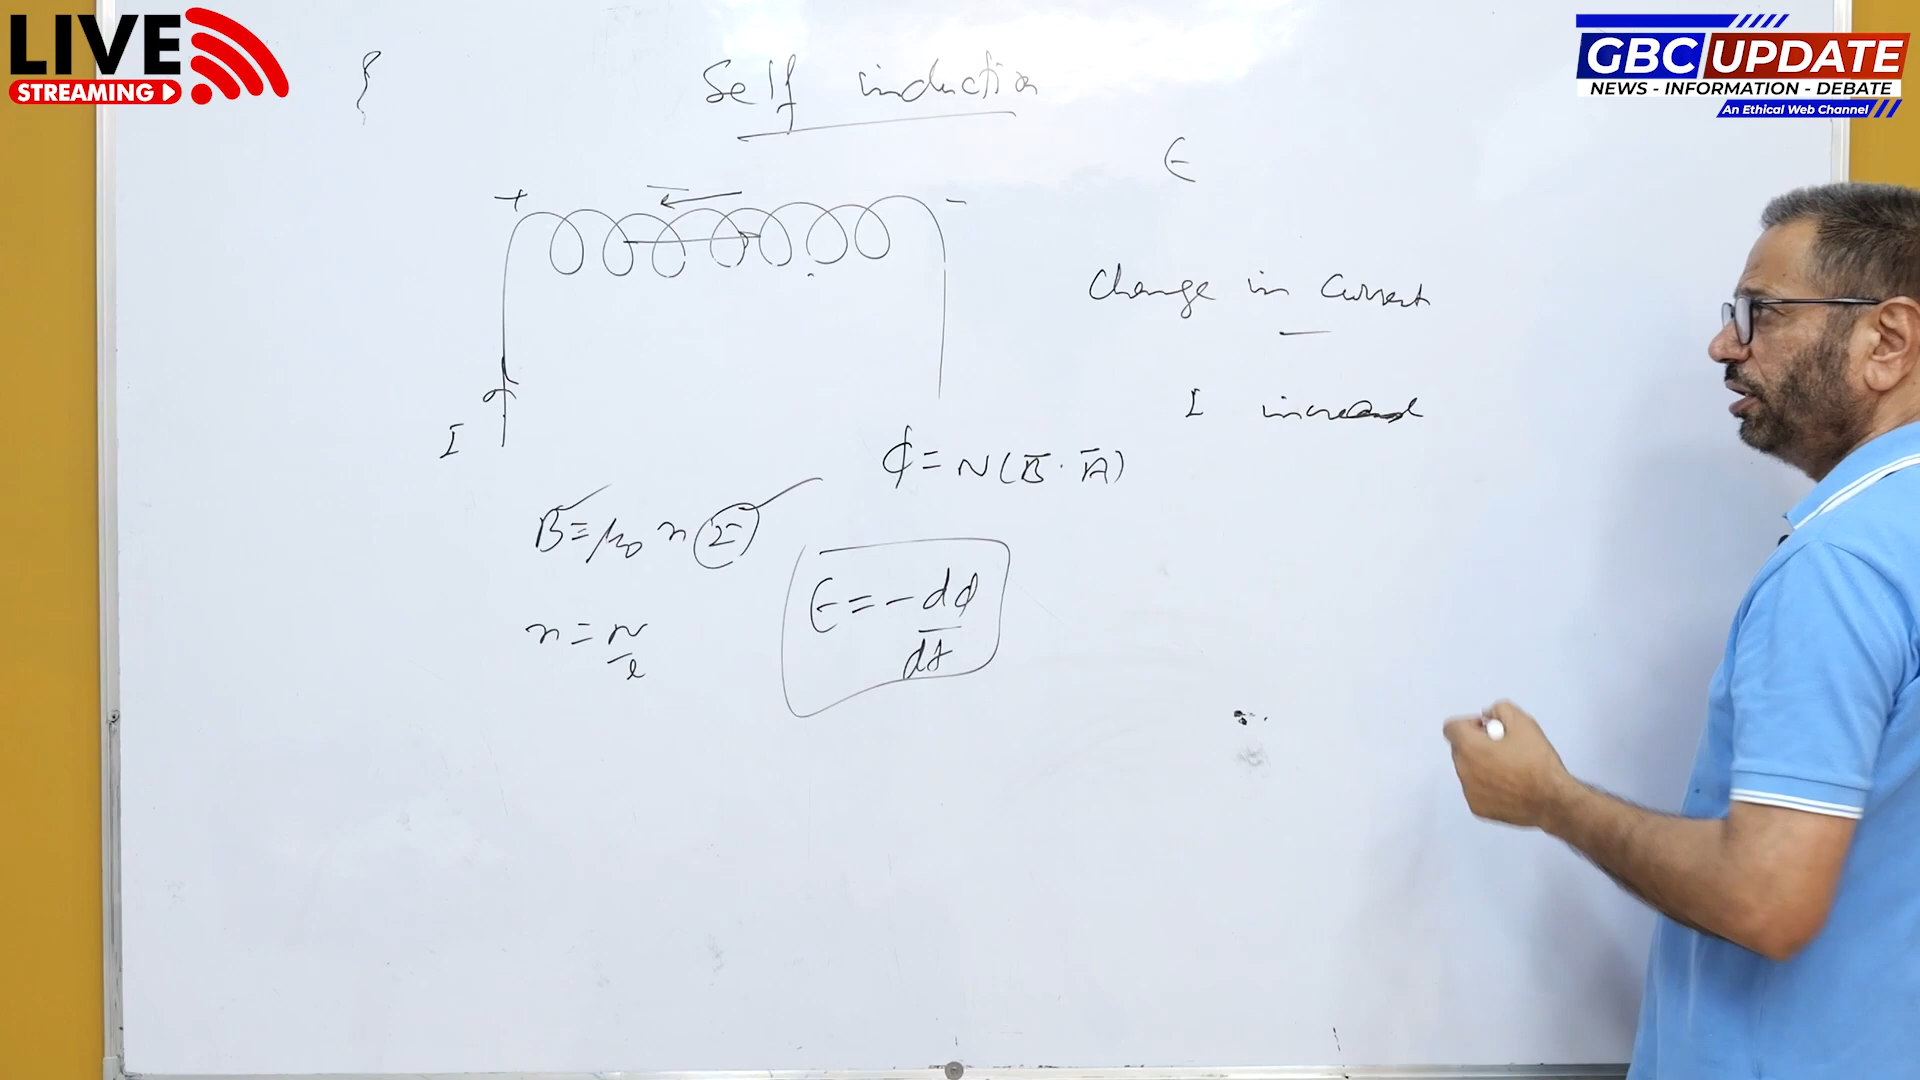 LIVE
STREAMING
GBC UPDATE
NEWS - INFORMATION - DEBATE
An Ethical Web Channel
Self induction
ϵ
+ -
Change in Current
I increased
I
ϕ = N(B̅ · A̅)
B = μ₀ n I
ϵ = - dϕ/dt
n = N/l